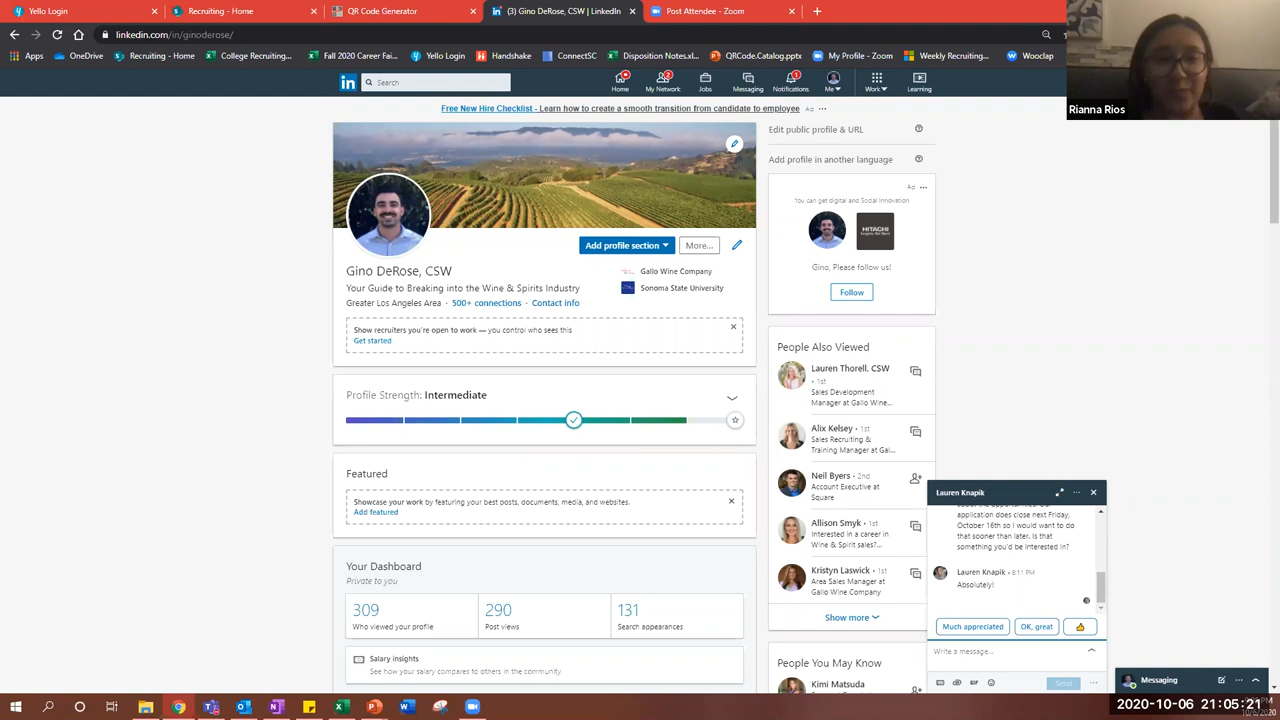 Yello Login
Recruiting - Home
QR Code Generator
(3) Gino DeRose, CSW | LinkedIn
Post Attendee - Zoom
linkedin.com/in/ginoderose/
Apps
OneDrive
Recruiting - Home
College Recruiting...
Fall 2020 Career Fai...
Yello Login
Handshake
ConnectSC
Disposition Notes.xl...
QRCode.Catalog.pptx
My Profile - Zoom
Weekly Recruiting...
Wooclap
Rianna Rios
in
Search
Home
My Network
Jobs
Messaging
Notifications
Me
Work
Learning
Free New Hire Checklist - Learn how to create a smooth transition from candidate to employee
Ad
Gino DeRose, CSW
Your Guide to Breaking into the Wine & Spirits Industry
Greater Los Angeles Area · 500+ connections · Contact info
Add profile section
More...
Gallo Wine Company
Sonoma State University
Show recruiters you're open to work — you control who sees this
Get started
Profile Strength: Intermediate
Featured
Showcase your work by featuring your best posts, documents, media, and websites.
Add featured
Your Dashboard
Private to you
309
Who viewed your profile
290
Post views
131
Search appearances
Salary insights
See how your salary compares to others in the community
Edit public profile & URL
Add profile in another language
Ad
You can get digital and Social Innovation
HITACHI
Gino, Please follow us!
Follow
People Also Viewed
Lauren Thorell, CSW
• 1st
Sales Development
Manager at Gallo Wine...
Alix Kelsey • 1st
Sales Recruiting &
Training Manager at Gal...
Neil Byers • 2nd
Account Executive at
Square
Allison Smyk • 1st
Interested in a career in
Wine & Spirit sales?...
Kristyn Laswick • 1st
Area Sales Manager at
Gallo Wine Company
Show more
People You May Know
Kimi Matsuda
Lauren Knapik
application does close next Friday,
October 16th so I would want to do
that sooner than later. Is that
something you'd be interested in?
Lauren Knapik • 8:11 PM
Absolutely!
Much appreciated
OK, great
Write a message...
Send
Messaging
2020-10-06 21:05:21